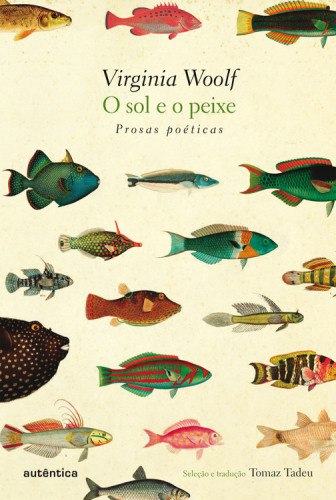 Virginia Woolf
O sol e o peixe
Prosas poéticas
autêntica
Seleção e tradução Tomaz Tadeu